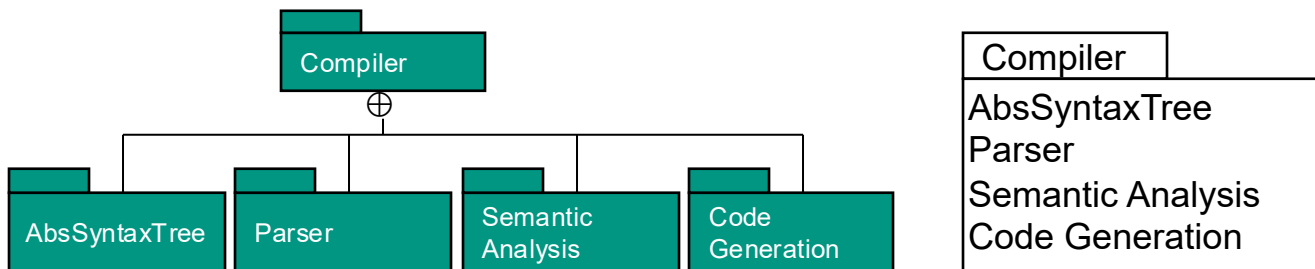 Compiler
AbsSyntaxTree
Parser
Semantic
Analysis
Code
Generation
Compiler
AbsSyntaxTree
Parser
Semantic Analysis
Code Generation